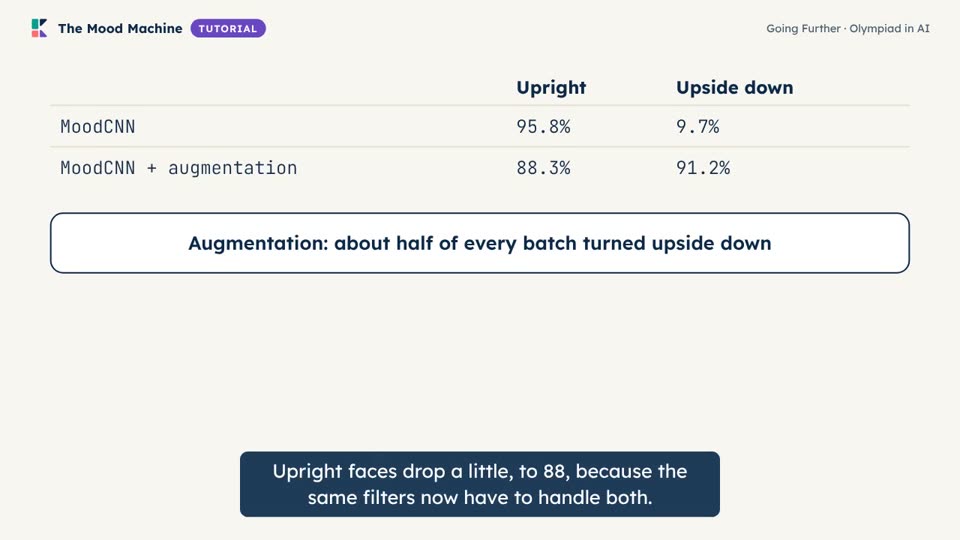 The Mood Machine TUTORIAL
Going Further · Olympiad in AI
Upright Upside down
MoodCNN 95.8% 9.7%
MoodCNN + augmentation 88.3% 91.2%
Augmentation: about half of every batch turned upside down
Upright faces drop a little, to 88, because the
same filters now have to handle both.